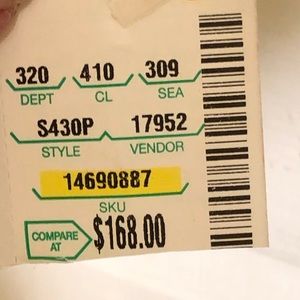 320 410 309
DEPT CL SEA
S430P 17952
STYLE VENDOR
14690887
SKU
COMPARE AT $168.00